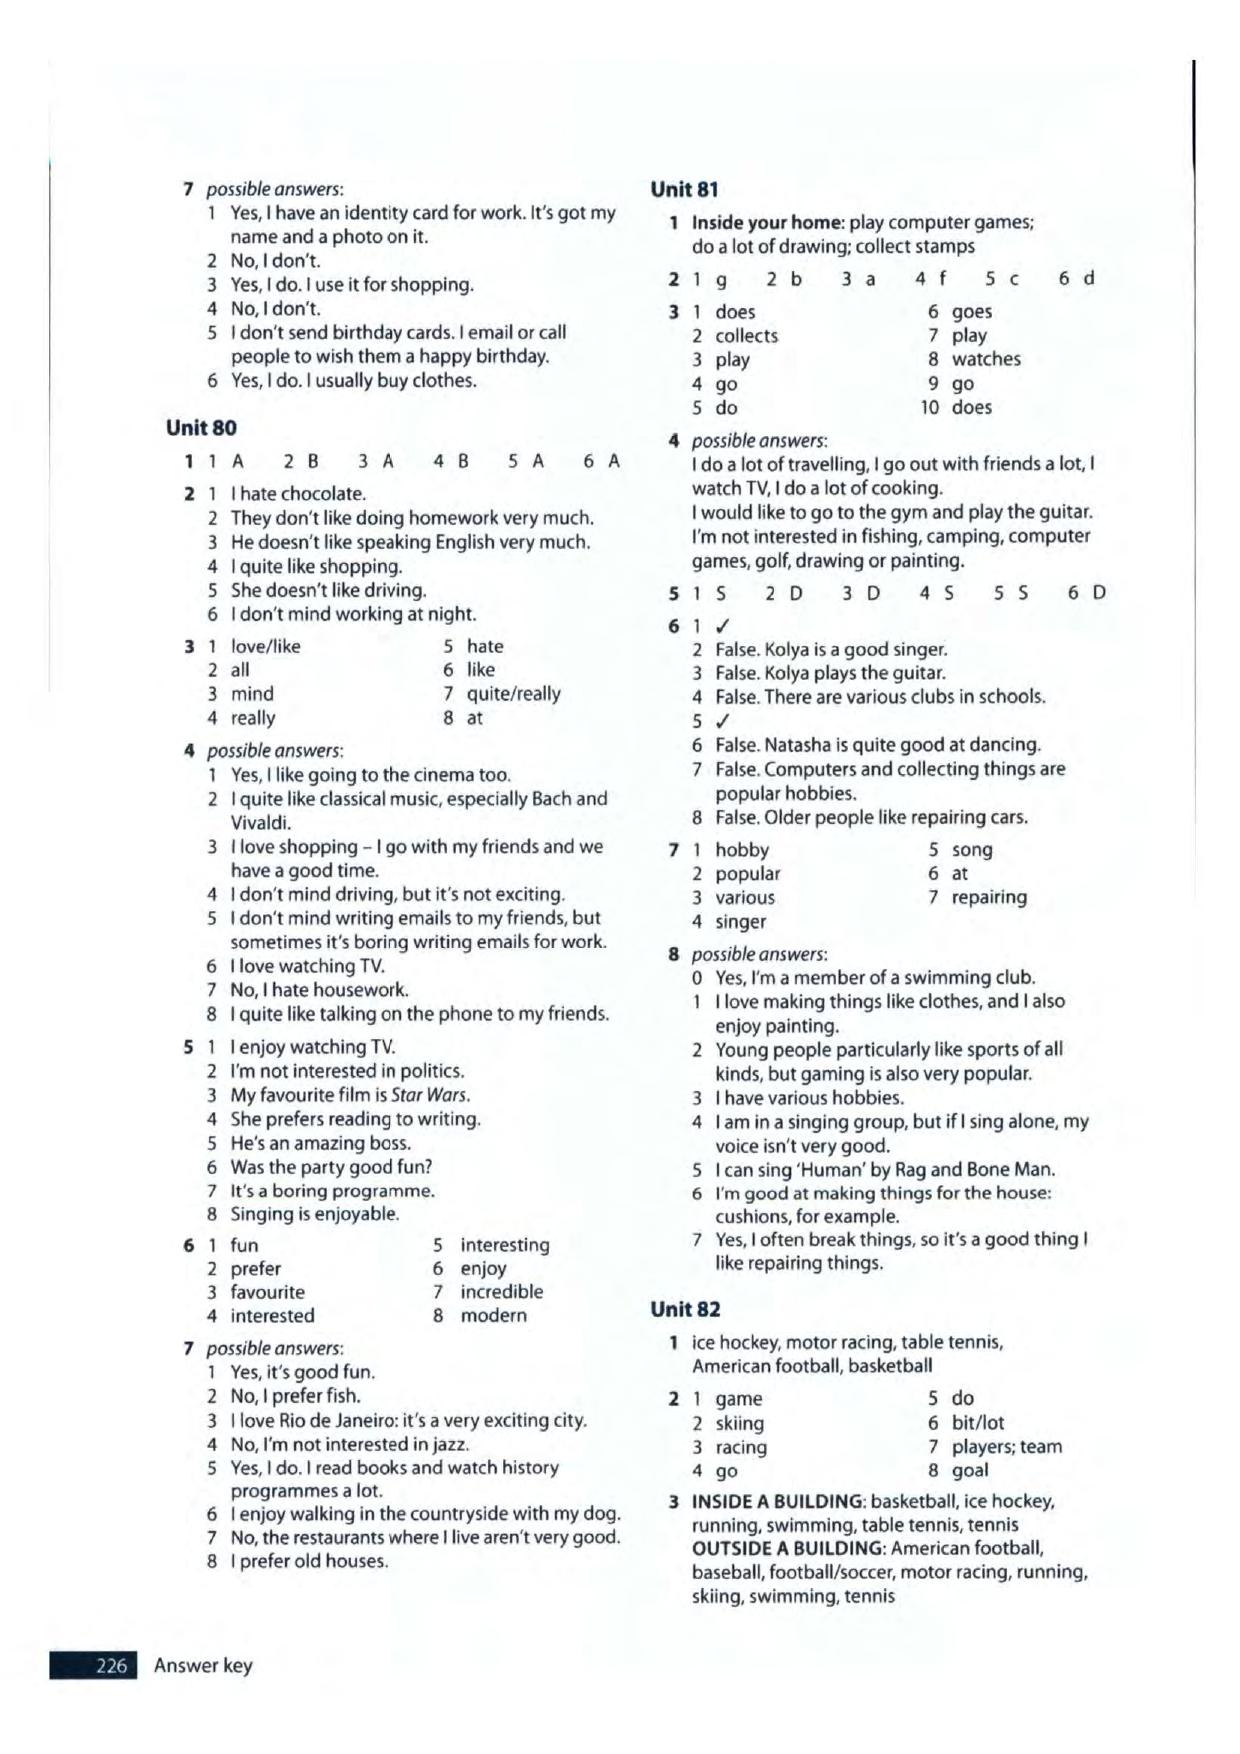 7 possible answers:
1 Yes, I have an identity card for work. It's got my
name and a photo on it.
2 No, I don't.
3 Yes, I do. I use it for shopping.
4 No, I don't.
5 I don't send birthday cards. I email or call
people to wish them a happy birthday.
6 Yes, I do. I usually buy clothes.
Unit 80
1 1 A 2 B 3 A 4 B 5 A 6 A
2 1 I hate chocolate.
2 They don't like doing homework very much.
3 He doesn't like speaking English very much.
4 I quite like shopping.
5 She doesn't like driving.
6 I don't mind working at night.
3 1 love/like 5 hate
2 all 6 like
3 mind 7 quite/really
4 really 8 at
4 possible answers:
1 Yes, I like going to the cinema too.
2 I quite like classical music, especially Bach and
Vivaldi.
3 I love shopping – I go with my friends and we
have a good time.
4 I don't mind driving, but it's not exciting.
5 I don't mind writing emails to my friends, but
sometimes it's boring writing emails for work.
6 I love watching TV.
7 No, I hate housework.
8 I quite like talking on the phone to my friends.
5 1 I enjoy watching TV.
2 I'm not interested in politics.
3 My favourite film is Star Wars.
4 She prefers reading to writing.
5 He's an amazing boss.
6 Was the party good fun?
7 It's a boring programme.
8 Singing is enjoyable.
6 1 fun 5 interesting
2 prefer 6 enjoy
3 favourite 7 incredible
4 interested 8 modern
7 possible answers:
1 Yes, it's good fun.
2 No, I prefer fish.
3 I love Rio de Janeiro: it's a very exciting city.
4 No, I'm not interested in jazz.
5 Yes, I do. I read books and watch history
programmes a lot.
6 I enjoy walking in the countryside with my dog.
7 No, the restaurants where I live aren't very good.
8 I prefer old houses.
Unit 81
1 Inside your home: play computer games;
do a lot of drawing; collect stamps
2 1 g 2 b 3 a 4 f 5 c 6 d
3 1 does 6 goes
2 collects 7 play
3 play 8 watches
4 go 9 go
5 do 10 does
4 possible answers:
I do a lot of travelling, I go out with friends a lot, I
watch TV, I do a lot of cooking.
I would like to go to the gym and play the guitar.
I'm not interested in fishing, camping, computer
games, golf, drawing or painting.
5 1 S 2 D 3 D 4 S 5 S 6 D
6 1 ✓
2 False. Kolya is a good singer.
3 False. Kolya plays the guitar.
4 False. There are various clubs in schools.
5 ✓
6 False. Natasha is quite good at dancing.
7 False. Computers and collecting things are
popular hobbies.
8 False. Older people like repairing cars.
7 1 hobby 5 song
2 popular 6 at
3 various 7 repairing
4 singer
8 possible answers:
0 Yes, I'm a member of a swimming club.
1 I love making things like clothes, and I also
enjoy painting.
2 Young people particularly like sports of all
kinds, but gaming is also very popular.
3 I have various hobbies.
4 I am in a singing group, but if I sing alone, my
voice isn't very good.
5 I can sing 'Human' by Rag and Bone Man.
6 I'm good at making things for the house:
cushions, for example.
7 Yes, I often break things, so it's a good thing I
like repairing things.
Unit 82
1 ice hockey, motor racing, table tennis,
American football, basketball
2 1 game 5 do
2 skiing 6 bit/lot
3 racing 7 players; team
4 go 8 goal
3 INSIDE A BUILDING: basketball, ice hockey,
running, swimming, table tennis, tennis
OUTSIDE A BUILDING: American football,
baseball, football/soccer, motor racing, running,
skiing, swimming, tennis
226 Answer key